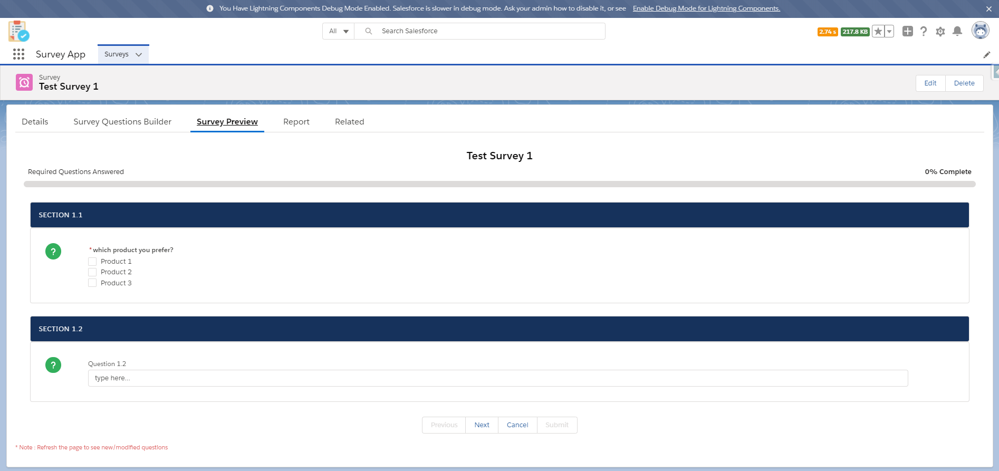 You Have Lightning Components Debug Mode Enabled. Salesforce is slower in debug mode. Ask your admin how to disable it, or see Enable Debug Mode for Lightning Components.
All Search Salesforce
2.74 s 217.8 KB
Survey App Surveys
Survey
Test Survey 1
Edit Delete
Details Survey Questions Builder Survey Preview Report Related
Test Survey 1
Required Questions Answered 0% Complete
SECTION 1.1
? * which product you prefer?
Product 1
Product 2
Product 3
SECTION 1.2
? Question 1.2
type here...
Previous Next Cancel Submit
* Note : Refresh the page to see new/modified questions